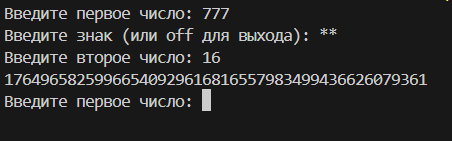 Введите первое число: 777
Введите знак (или off для выхода): **
Введите второе число: 16
17649658259966540929616816557983499436626079361
Введите первое число: